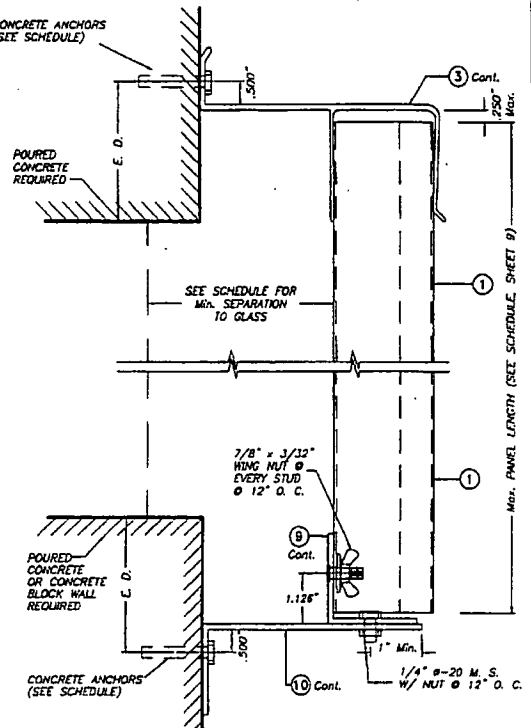 CONCRETE ANCHORS
(SEE SCHEDULE)
.500"
3 Cont.
.250" Max.
E. D.
POURED
CONCRETE
REQUIRED
SEE SCHEDULE FOR
Min. SEPARATION
TO GLASS
1
Max. PANEL LENGTH (SEE SCHEDULE, SHEET 9)
7/8" x 3/32"
WING NUT @
EVERY STUD
@ 12" O. C.
1
9
Cont.
POURED
CONCRETE
OR CONCRETE
BLOCK WALL
REQUIRED
E. D.
1.126"
.500"
1" Min.
CONCRETE ANCHORS
(SEE SCHEDULE)
10 Cont.
1/4" ø-20 M. S.
W/ NUT @ 12" O. C.